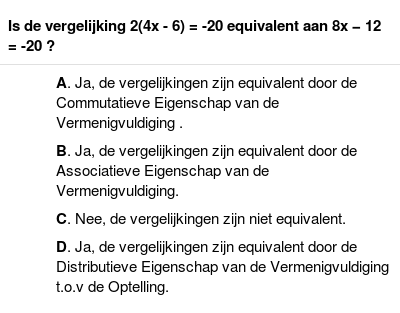 Is de vergelijking 2(4x - 6) = -20 equivalent aan 8x − 12
= -20 ?
A. Ja, de vergelijkingen zijn equivalent door de
Commutatieve Eigenschap van de
Vermenigvuldiging .
B. Ja, de vergelijkingen zijn equivalent door de
Associatieve Eigenschap van de
Vermenigvuldiging.
C. Nee, de vergelijkingen zijn niet equivalent.
D. Ja, de vergelijkingen zijn equivalent door de
Distributieve Eigenschap van de Vermenigvuldiging
t.o.v de Optelling.